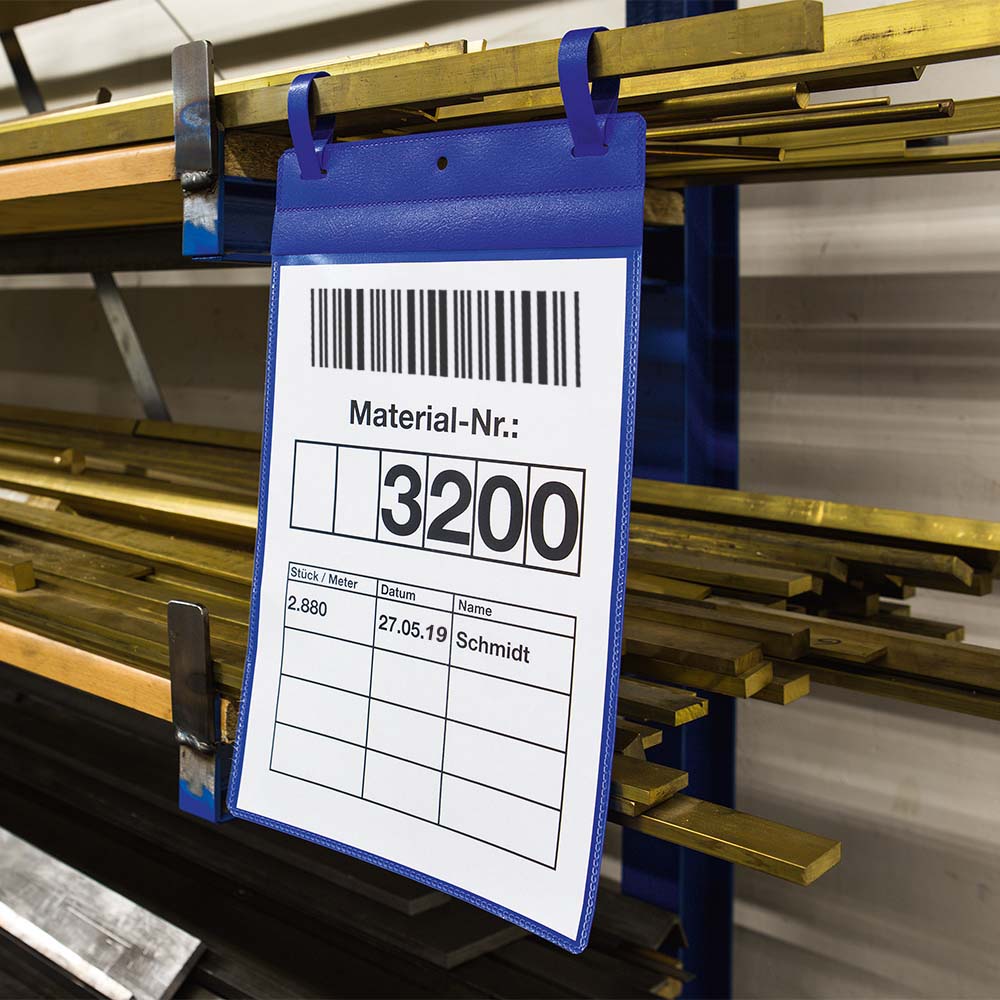 Material-Nr.:
3200
Stück / Meter Datum Name
2.880 27.05.19 Schmidt